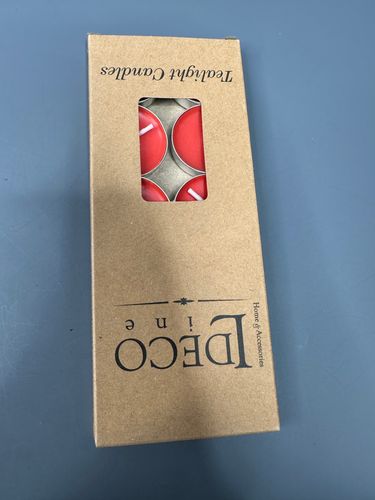 Home & Accessories
DECO
Line
Tealight Candles